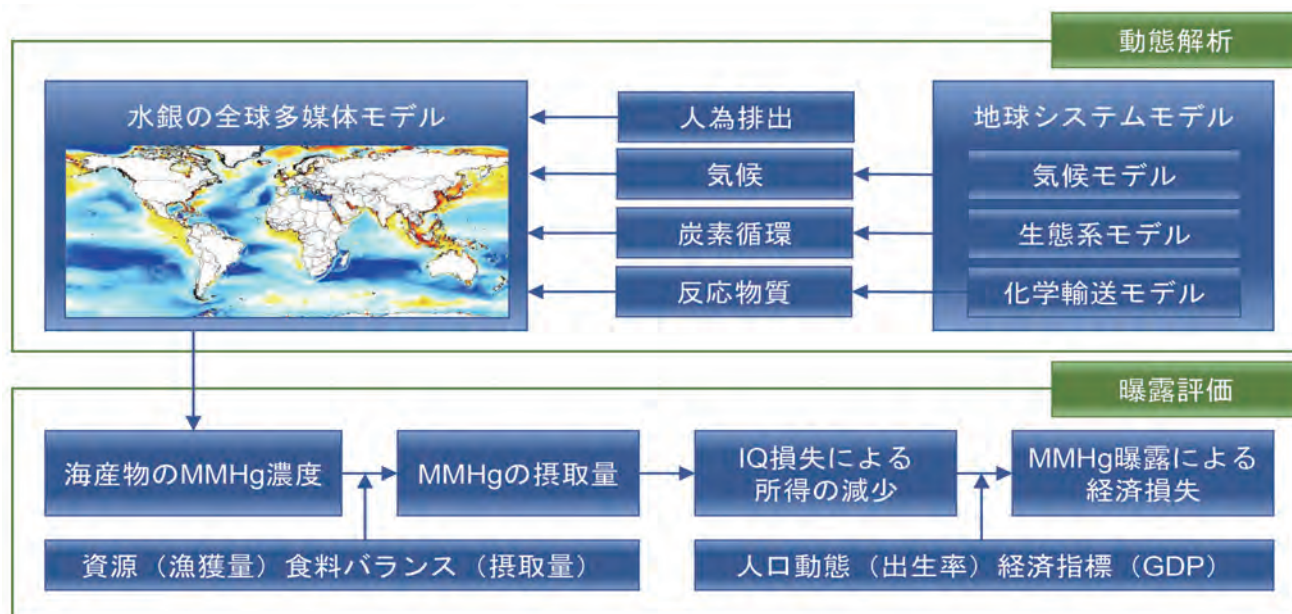 動態解析
水銀の全球多媒体モデル
人為排出
気候
炭素循環
反応物質
地球システムモデル
気候モデル
生態系モデル
化学輸送モデル
曝露評価
海産物のMMHg濃度
MMHgの摂取量
IQ損失による
所得の減少
MMHg曝露による
経済損失
資源（漁獲量）食料バランス（摂取量）
人口動態（出生率）経済指標（GDP）